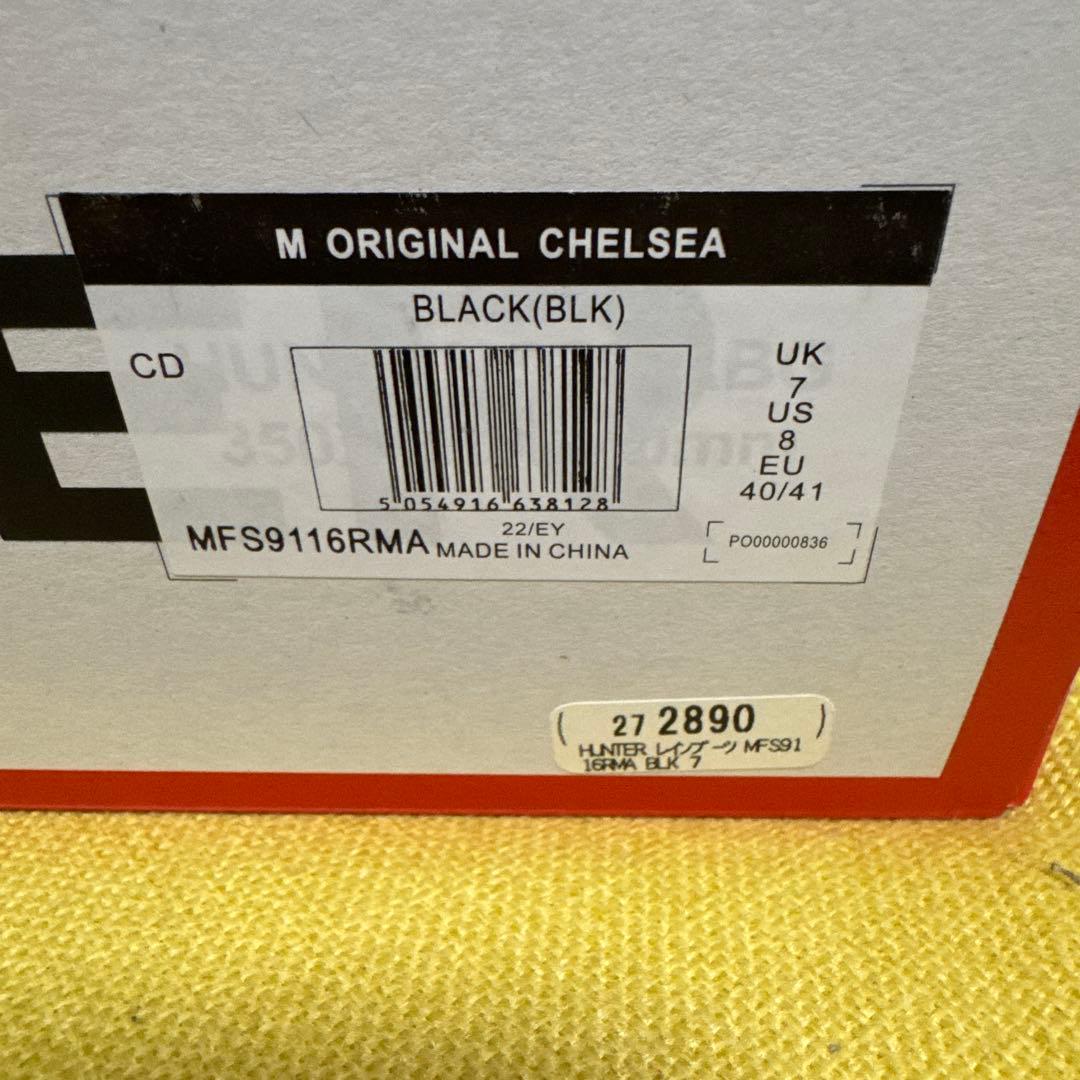 M ORIGINAL CHELSEA
BLACK(BLK)
CD
5 054916 638128
UK
7
US
8
EU
40/41
MFS9116RMA
22/EY
MADE IN CHINA
PO00000836
27 2890
HUNTER レインブーツ MFS91
16RMA BLK 7